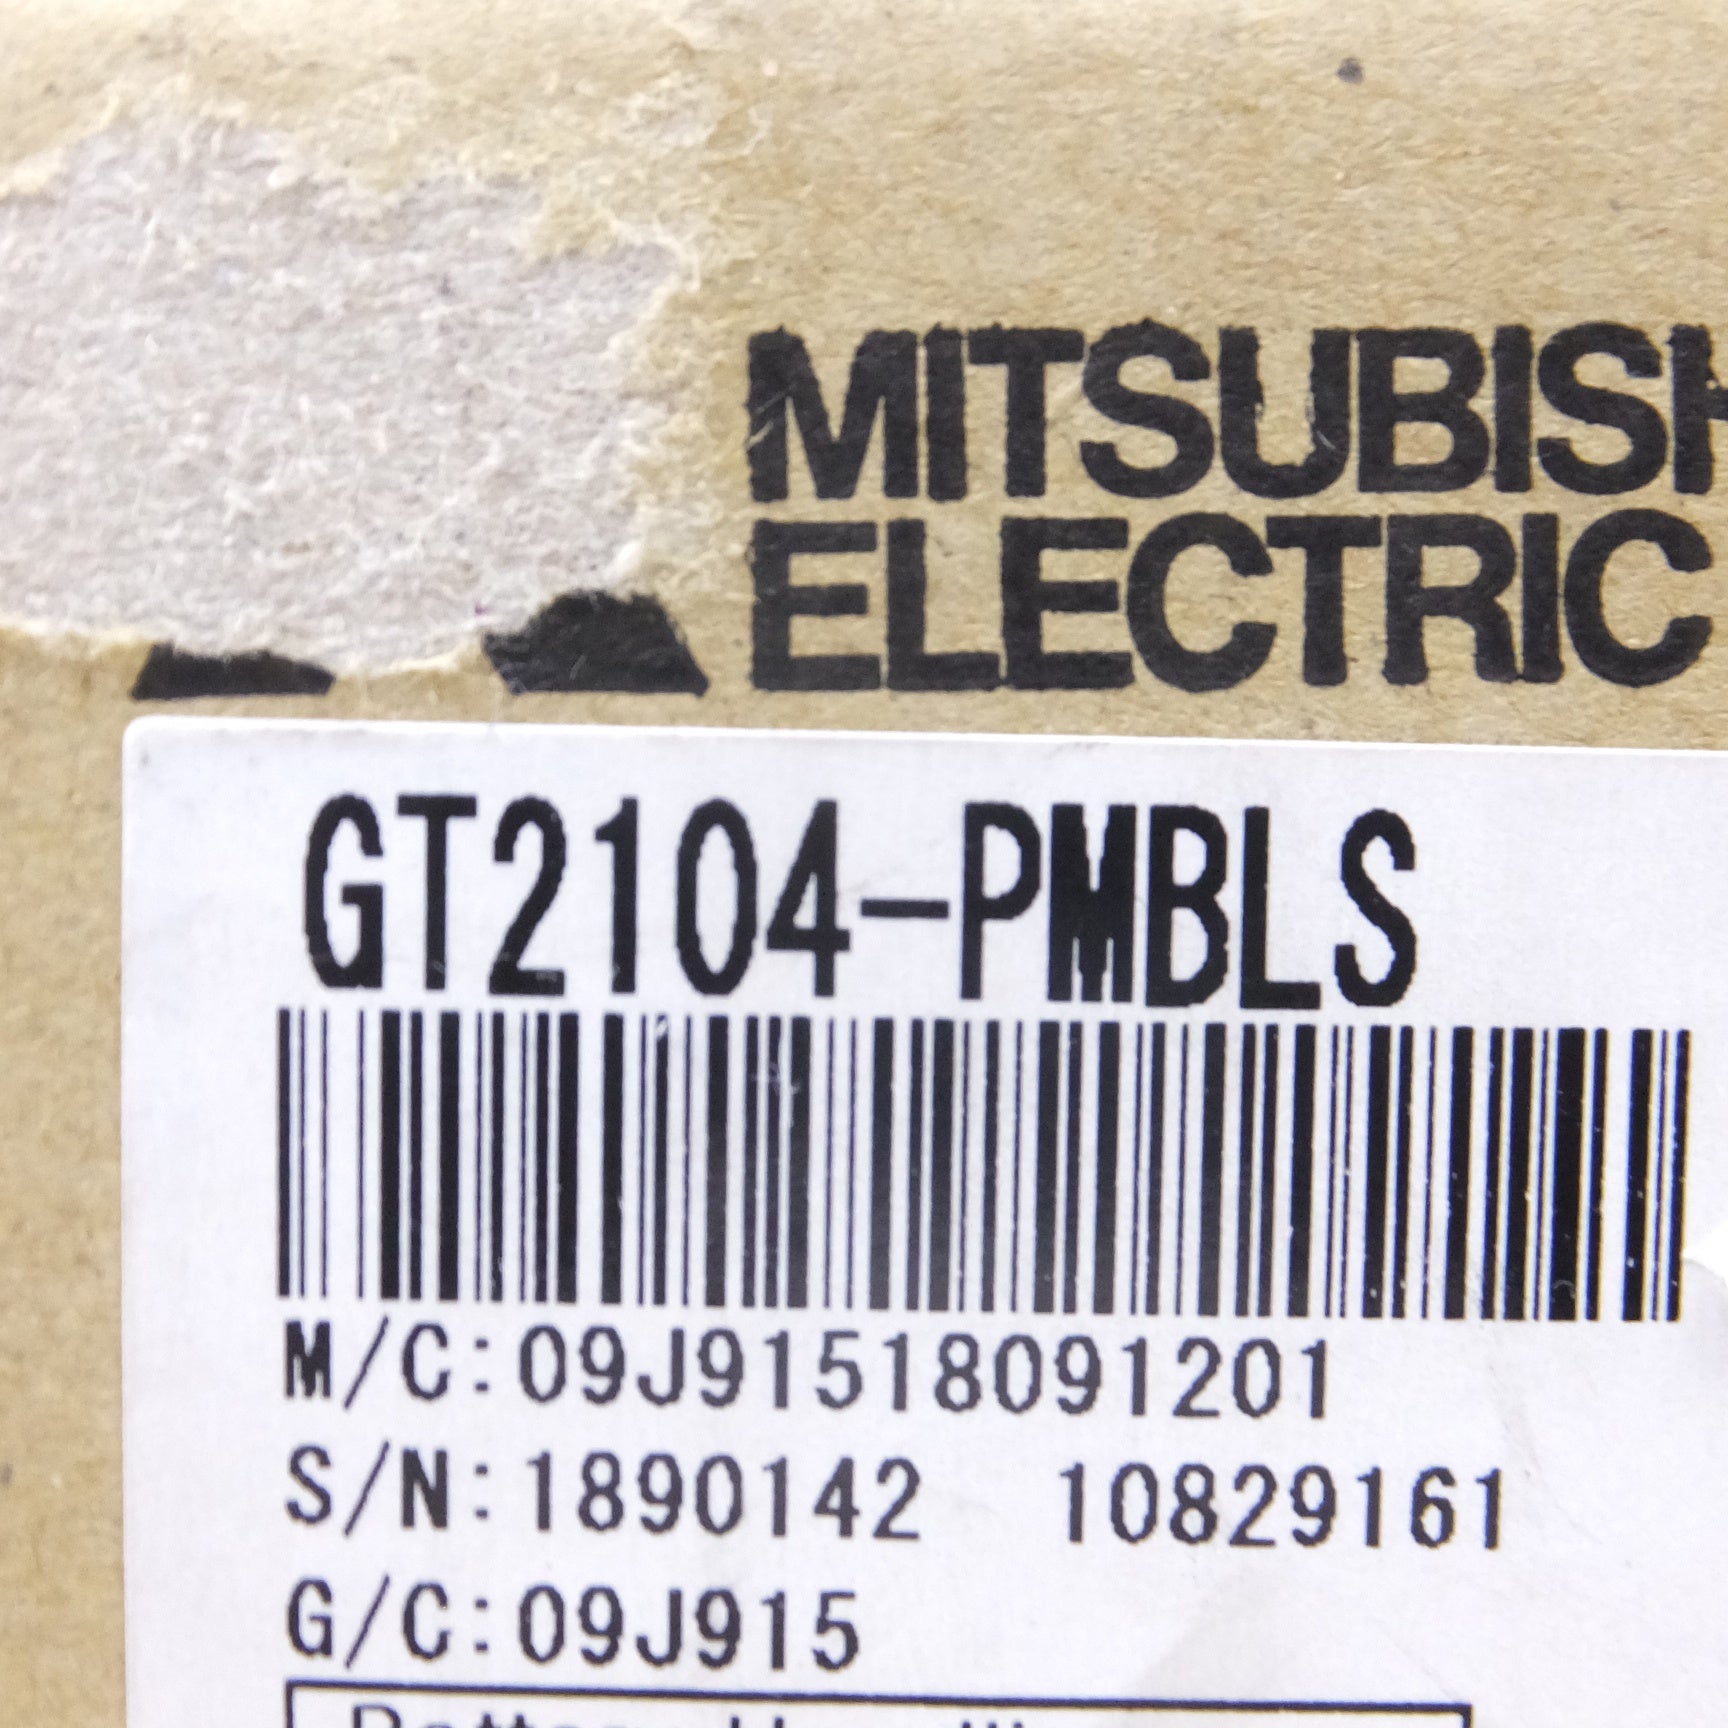 MITSUBISH
ELECTRIC
GT2104-PMBLS
M/C:09J91518091201
S/N:1890142 10829161
G/C:09J915